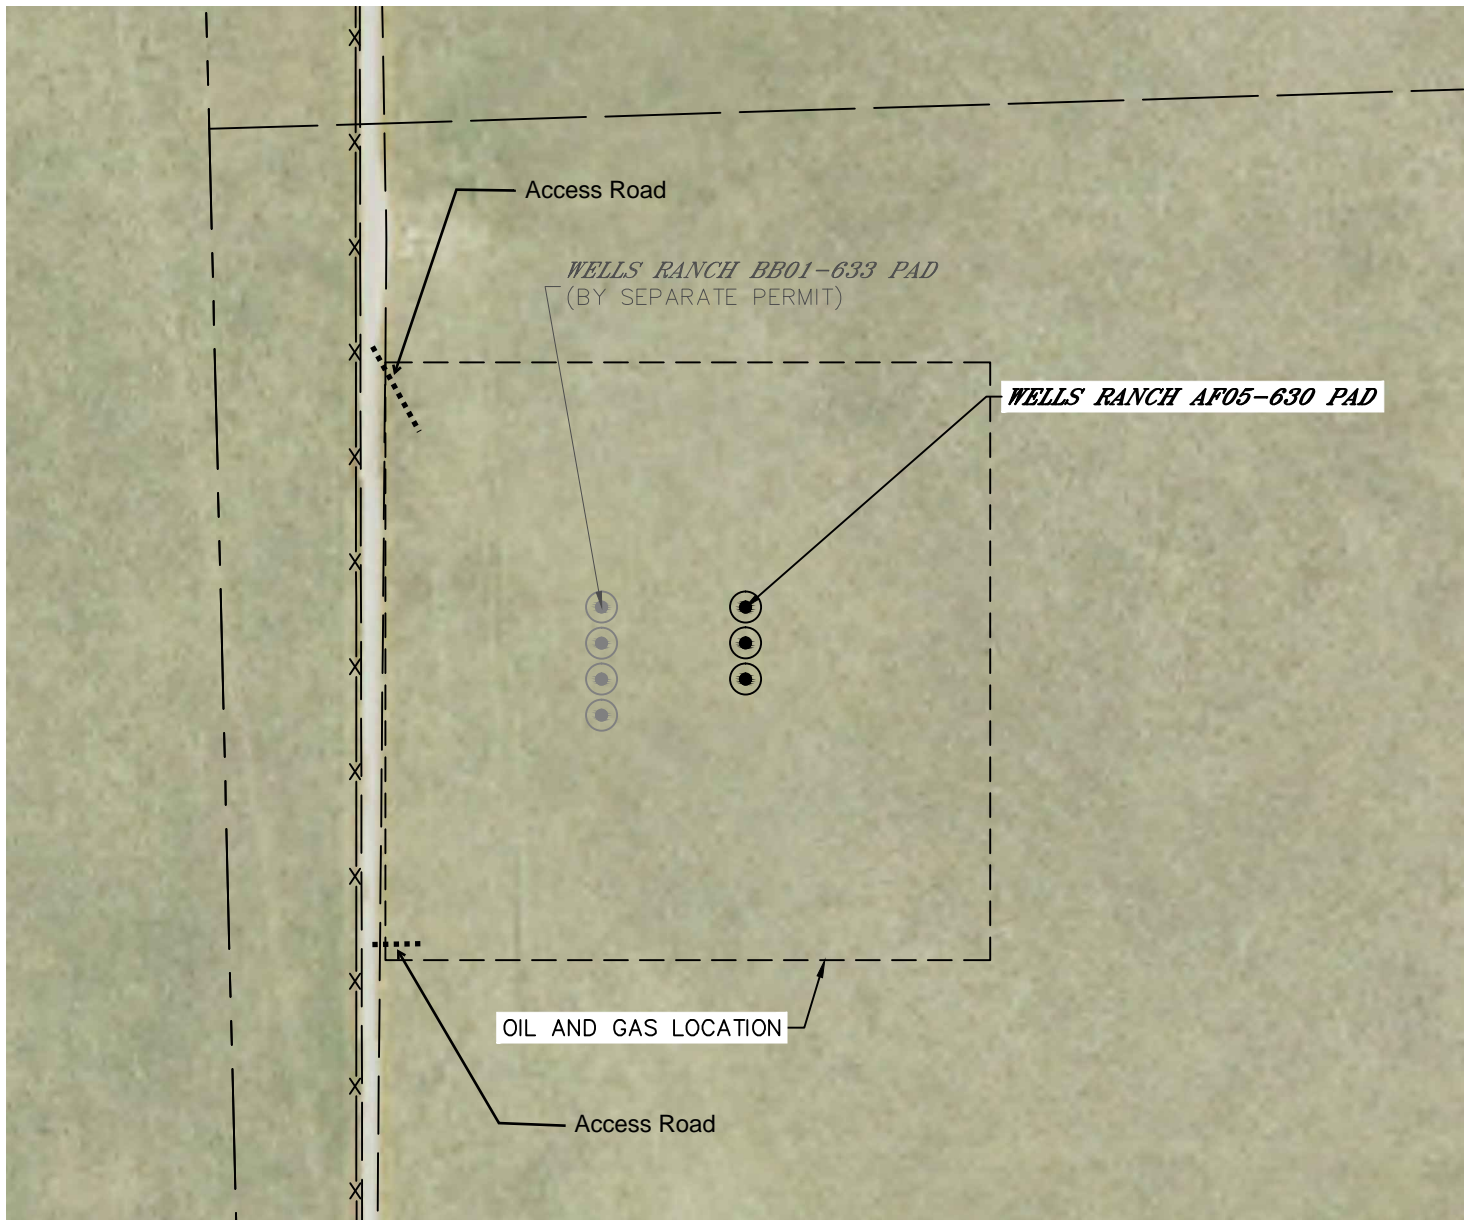 Access Road
WELLS RANCH BB01-633 PAD
(BY SEPARATE PERMIT)
WELLS RANCH AF05-630 PAD
OIL AND GAS LOCATION
Access Road